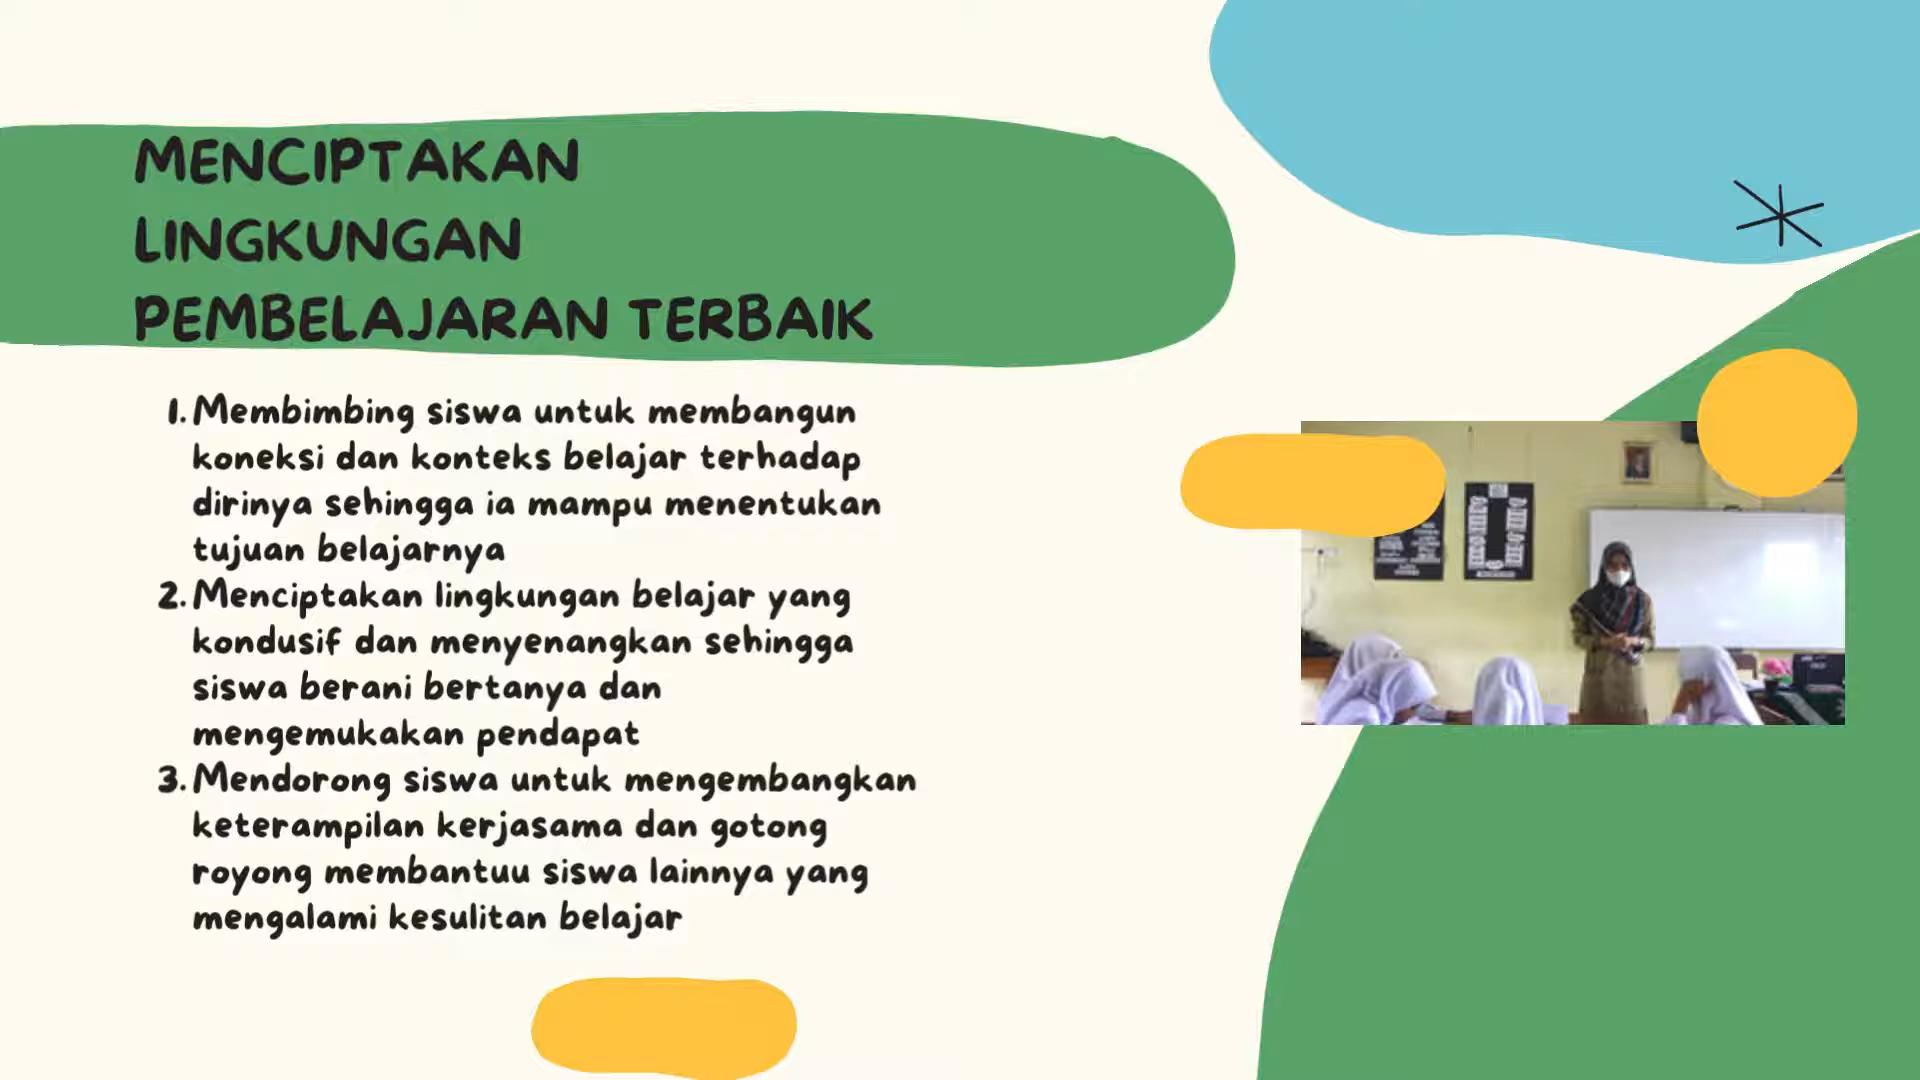 MENCIPTAKAN
LINGKUNGAN
PEMBELAJARAN TERBAIK
1. Membimbing siswa untuk membangun
koneksi dan konteks belajar terhadap
dirinya sehingga ia mampu menentukan
tujuan belajarnya
2. Menciptakan lingkungan belajar yang
kondusif dan menyenangkan sehingga
siswa berani bertanya dan
mengemukakan pendapat
3. Mendorong siswa untuk mengembangkan
keterampilan kerjasama dan gotong
royong membantuu siswa lainnya yang
mengalami kesulitan belajar